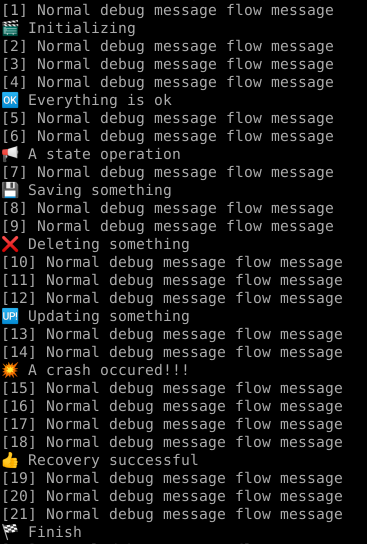 [1] Normal debug message flow message
🎬 Initializing
[2] Normal debug message flow message
[3] Normal debug message flow message
[4] Normal debug message flow message
🆗 Everything is ok
[5] Normal debug message flow message
[6] Normal debug message flow message
📢 A state operation
[7] Normal debug message flow message
💾 Saving something
[8] Normal debug message flow message
[9] Normal debug message flow message
❌ Deleting something
[10] Normal debug message flow message
[11] Normal debug message flow message
[12] Normal debug message flow message
🆙 Updating something
[13] Normal debug message flow message
[14] Normal debug message flow message
💥 A crash occured!!!
[15] Normal debug message flow message
[16] Normal debug message flow message
[17] Normal debug message flow message
[18] Normal debug message flow message
👍 Recovery successful
[19] Normal debug message flow message
[20] Normal debug message flow message
[21] Normal debug message flow message
🏁 Finish